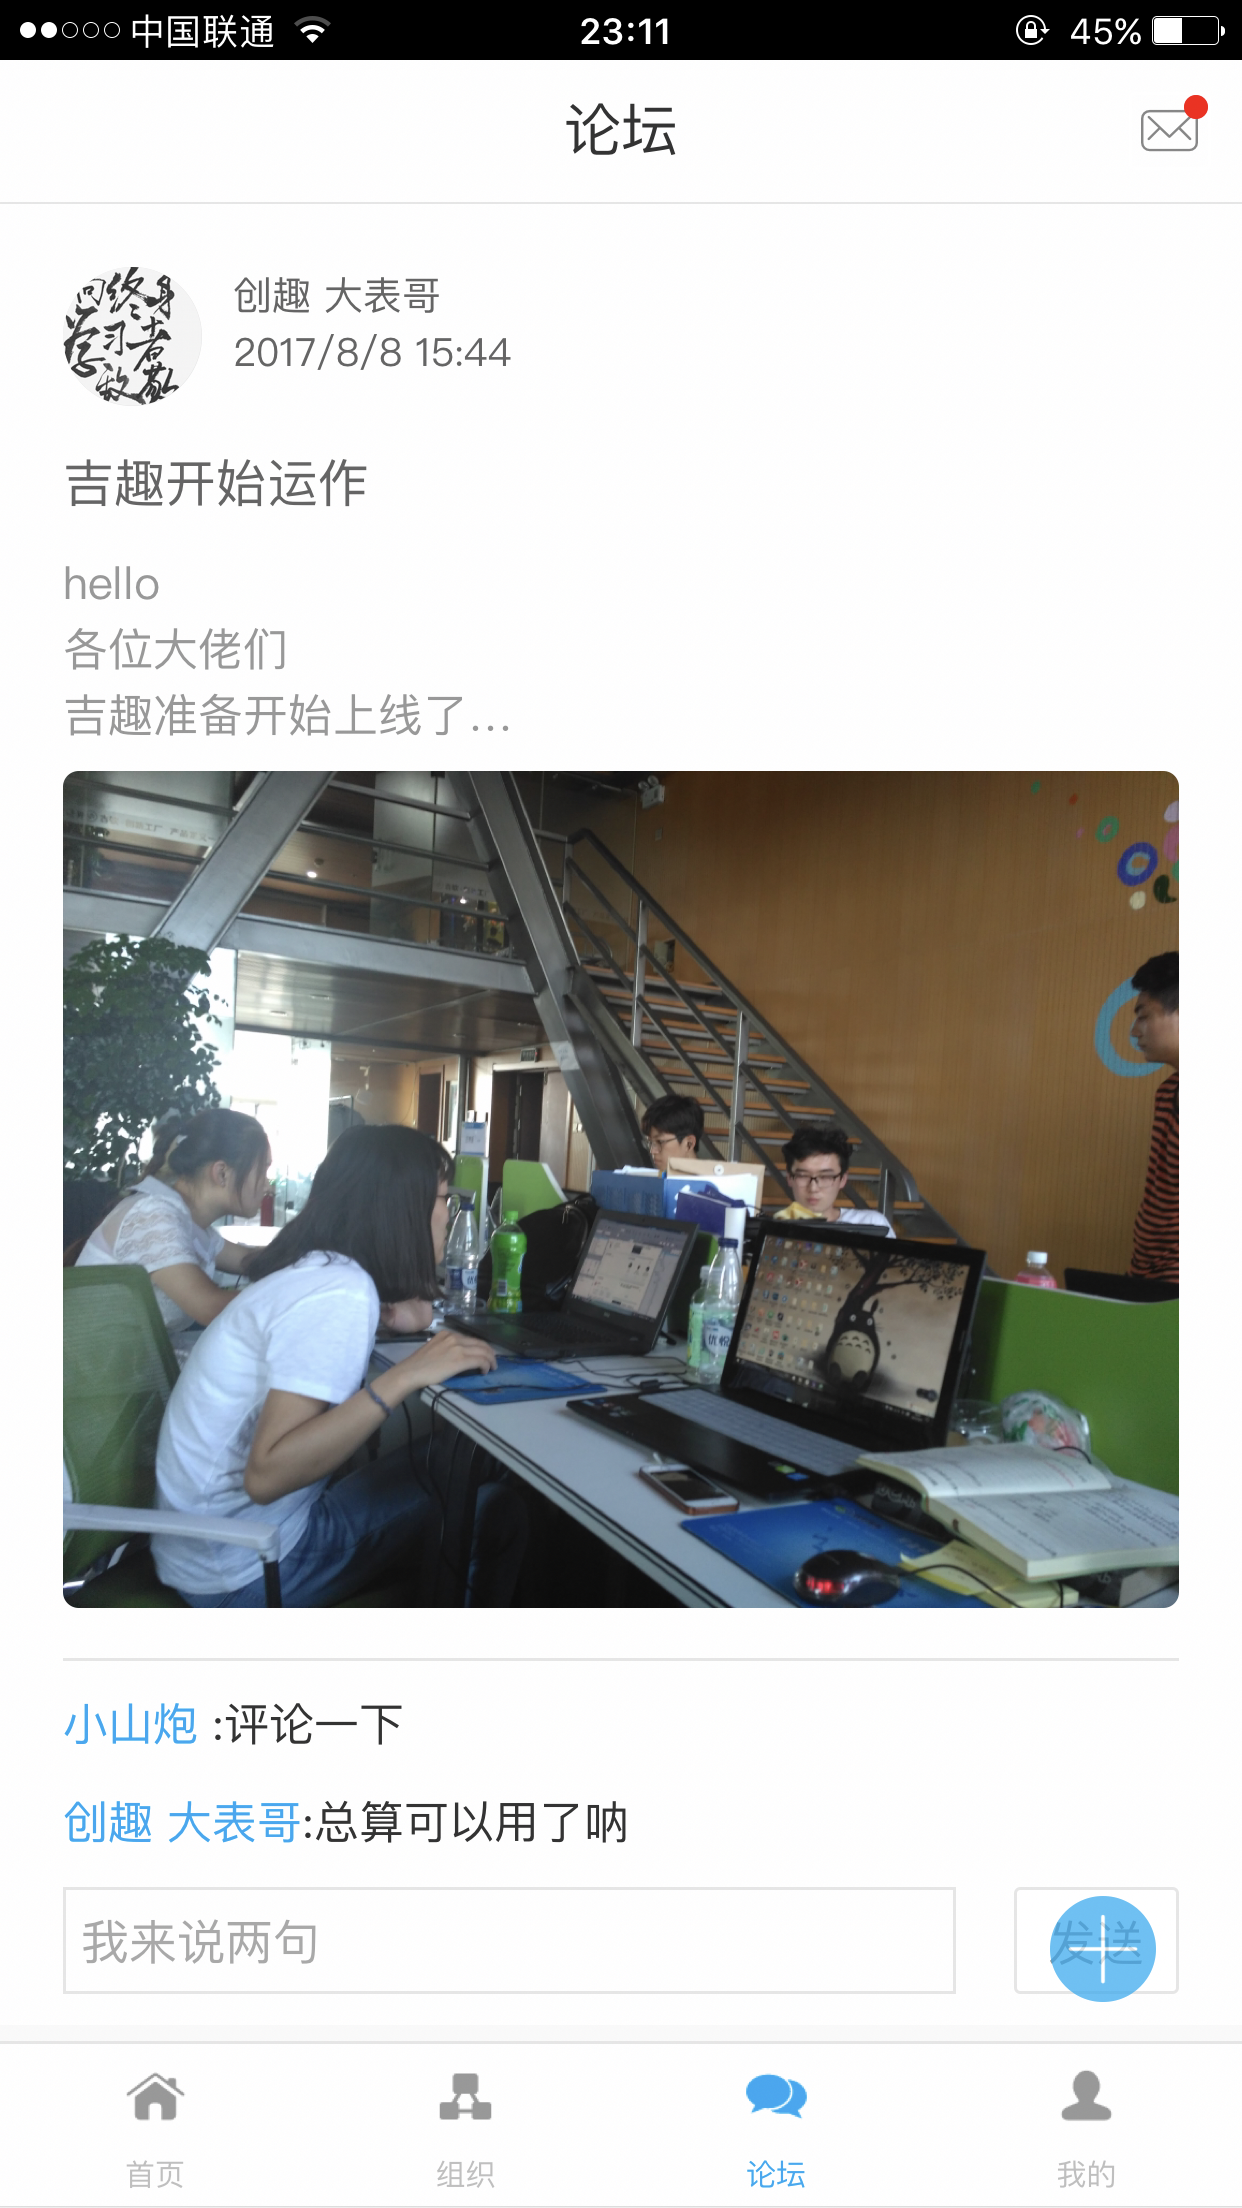 中国联通
23:11
45%
论坛
向终身
学习者
致敬
创趣 大表哥
2017/8/8 15:44
吉趣开始运作
hello
各位大佬们
吉趣准备开始上线了...
小山炮 :评论一下
创趣 大表哥:总算可以用了呐
我来说两句
发送
首页
组织
论坛
我的